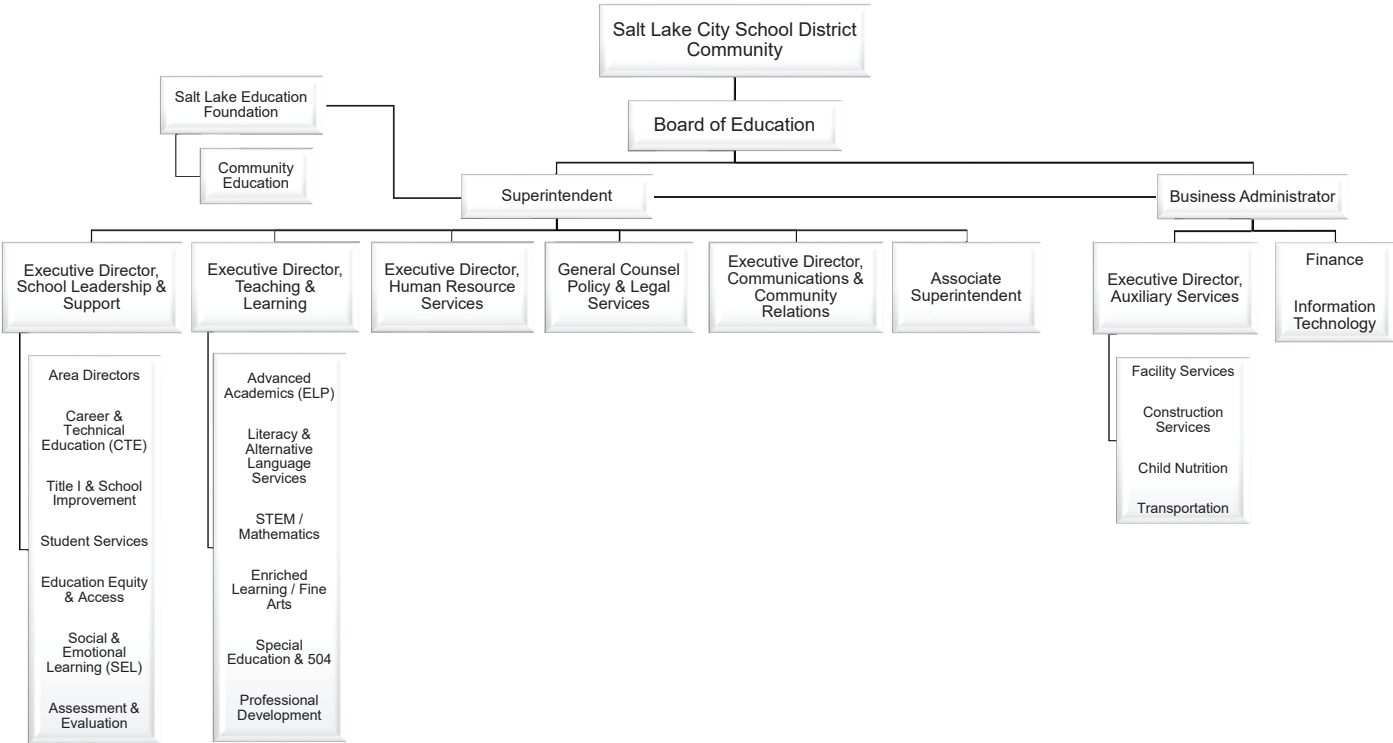 Salt Lake City School District
Community
Salt Lake Education
Foundation
Board of Education
Community
Education
Superintendent
Business Administrator
Executive Director,
School Leadership &
Support
Executive Director,
Teaching &
Learning
Executive Director,
Human Resource
Services
General Counsel
Policy & Legal
Services
Executive Director,
Communications &
Community
Relations
Associate
Superintendent
Executive Director,
Auxiliary Services
Finance
Information
Technology
Area Directors
Career &
Technical
Education (CTE)
Title I & School
Improvement
Student Services
Education Equity
& Access
Social &
Emotional
Learning (SEL)
Assessment &
Evaluation
Advanced
Academics (ELP)
Literacy &
Alternative
Language
Services
STEM /
Mathematics
Enriched
Learning / Fine
Arts
Special
Education & 504
Professional
Development
Facility Services
Construction
Services
Child Nutrition
Transportation